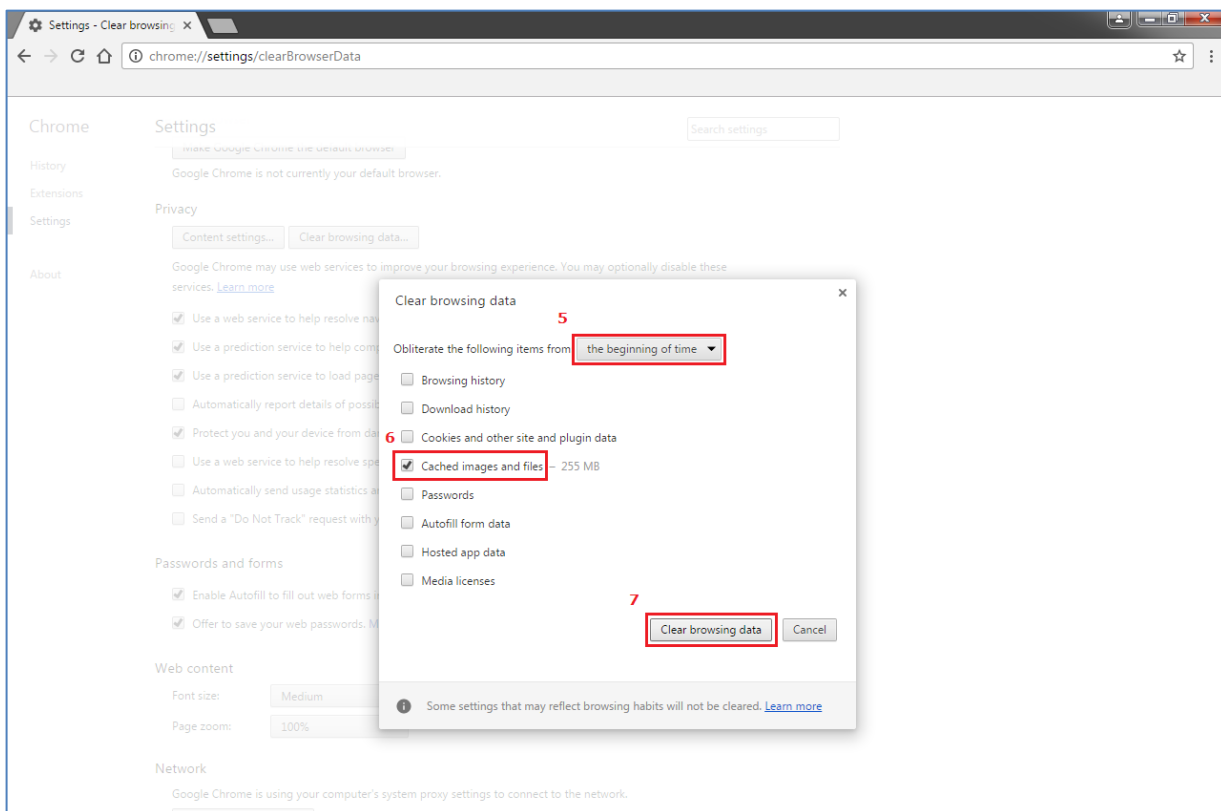 Settings - Clear browsing
chrome://settings/clearBrowserData
Chrome
Settings
Search settings
Make Google Chrome the default browser
History
Google Chrome is not currently your default browser.
Extensions
Privacy
Settings
Content settings...
Clear browsing data...
Google Chrome may use web services to improve your browsing experience. You may optionally disable these
About
services. Learn more
Clear browsing data
Use a web service to help resolve nav
5
Use a prediction service to help comp
Obliterate the following items from the beginning of time
Use a prediction service to load page
Browsing history
Automatically report details of possib
Download history
Protect you and your device from dan
6 Cookies and other site and plugin data
Use a web service to help resolve spe
Cached images and files – 255 MB
Automatically send usage statistics a
Passwords
Send a "Do Not Track" request with y
Autofill form data
Hosted app data
Passwords and forms
Media licenses
Enable Autofill to fill out web forms i
7
Offer to save your web passwords. M
Clear browsing data
Cancel
Web content
Font size: Medium
Some settings that may reflect browsing habits will not be cleared. Learn more
Page zoom: 100%
Network
Google Chrome is using your computer's system proxy settings to connect to the network.